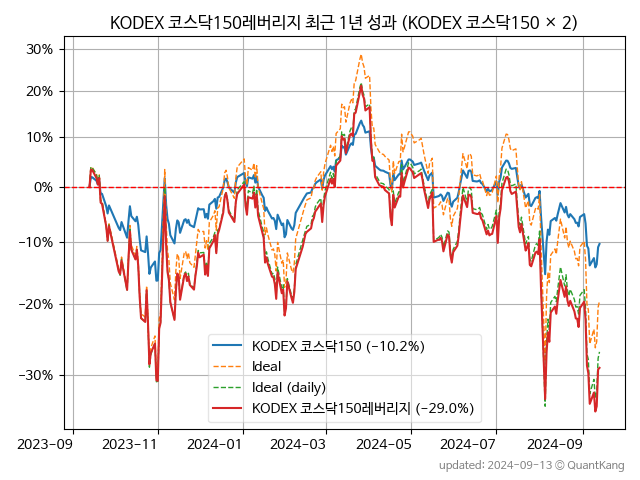 KODEX 코스닥150레버리지 최근 1년 성과 (KODEX 코스닥150 × 2)
30%
20%
10%
0%
−10%
−20%
−30%
KODEX 코스닥150 (−10.2%)
Ideal
Ideal (daily)
KODEX 코스닥150레버리지 (−29.0%)
2023-09
2023-11
2024-01
2024-03
2024-05
2024-07
2024-09
updated: 2024-09-13 ⓒ QuantKang